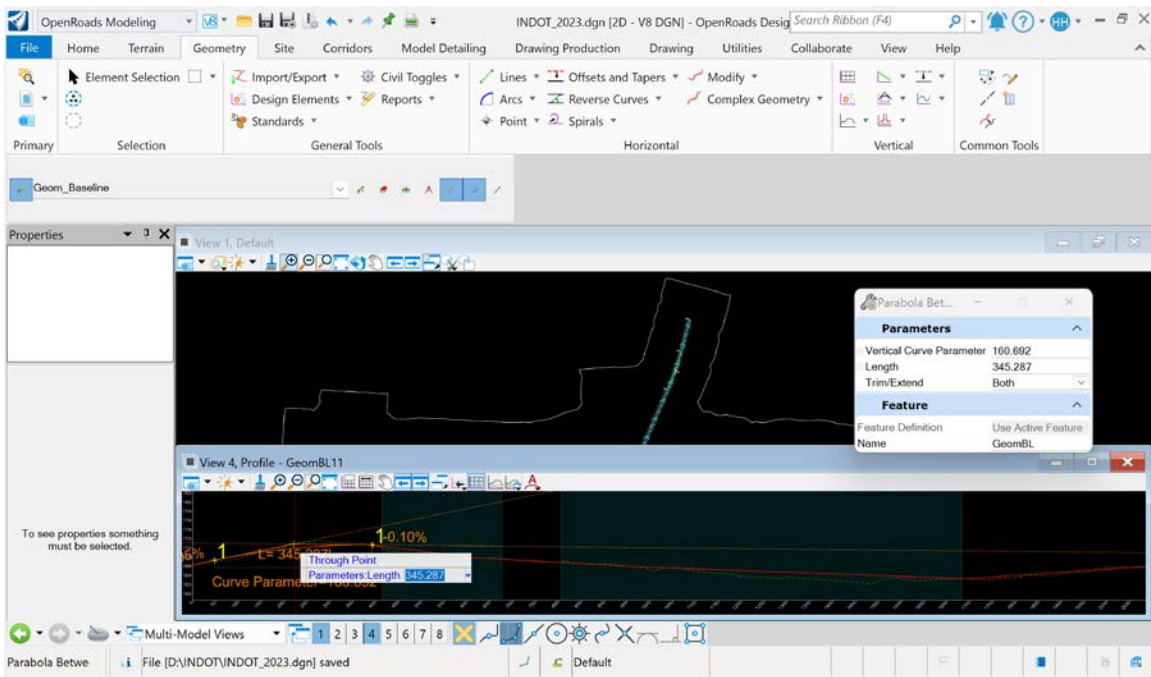 OpenRoads Modeling
INDOT_2023.dgn [2D - V8 DGN] - OpenRoads Desig
Search Ribbon (F4)
HH
File Home Terrain Geometry Site Corridors Model Detailing Drawing Production Drawing Utilities Collaborate View Help
Element Selection
Import/Export
Civil Toggles
Lines
Offsets and Tapers
Modify
Design Elements
Reports
Arcs
Reverse Curves
Complex Geometry
Standards
Point
Spirals
Primary
Selection
General Tools
Horizontal
Vertical
Common Tools
Geom_Baseline
Properties
To see properties something
must be selected.
View 1, Default
Parabola Bet...
Parameters
Vertical Curve Parameter 160.692
Length 345.287
Trim/Extend Both
Feature
Feature Definition Use Active Feature
Name GeomBL
View 4, Profile - GeomBL11
1
1-0.10%
Through Point
Parameters:Length 345.287
Multi-Model Views
1 2 3 4 5 6 7 8
Parabola Betwe
File [D:\INDOT\INDOT_2023.dgn] saved
Default